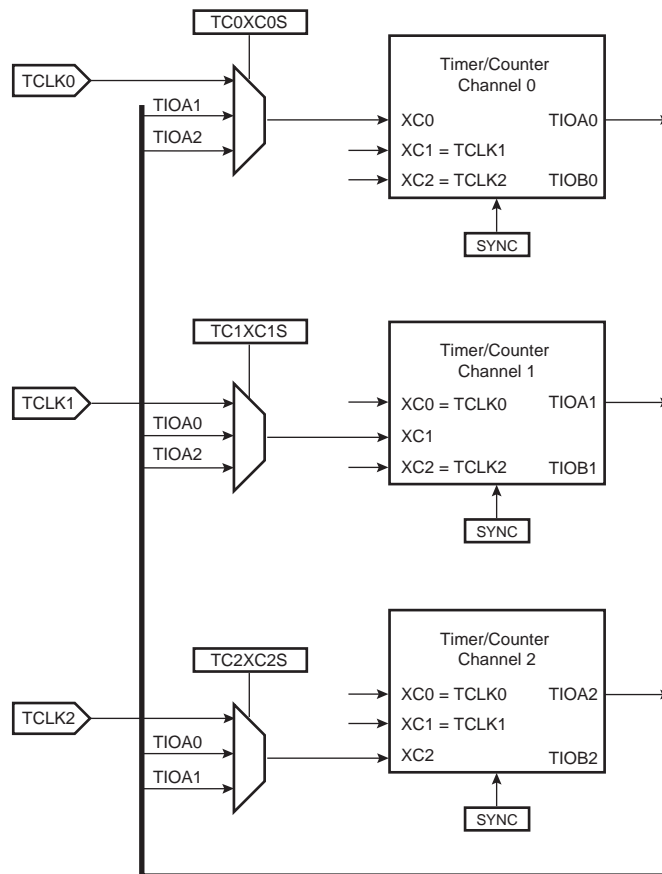 TC0XC0S
TCLK0
TIOA1
TIOA2
Timer/Counter
Channel 0
XC0
TIOA0
XC1 = TCLK1
XC2 = TCLK2
TIOB0
SYNC
TC1XC1S
TCLK1
TIOA0
TIOA2
Timer/Counter
Channel 1
XC0 = TCLK0
TIOA1
XC1
XC2 = TCLK2
TIOB1
SYNC
TC2XC2S
TCLK2
TIOA0
TIOA1
Timer/Counter
Channel 2
XC0 = TCLK0
TIOA2
XC1 = TCLK1
XC2
TIOB2
SYNC